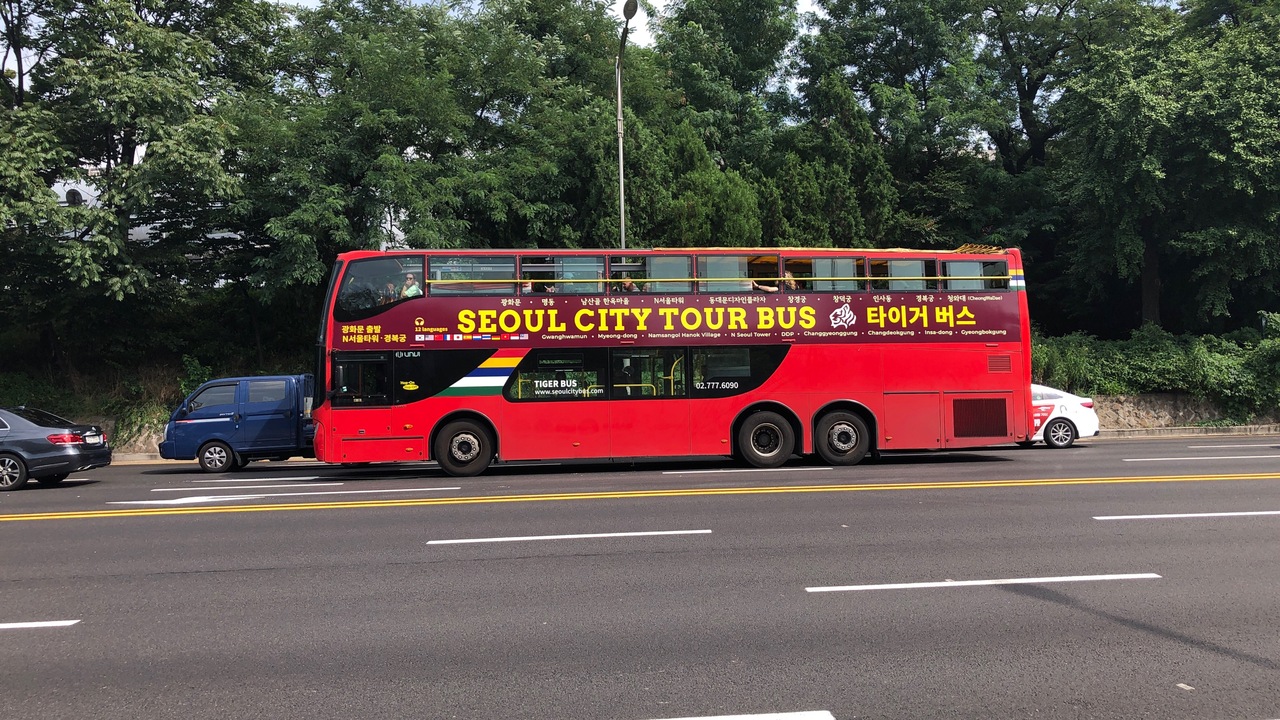 광화문 • 명동 • 남산골 한옥마을 • N서울타워 • 동대문디자인플라자 • 창경궁 • 창덕궁 • 인사동 • 경복궁 • 청와대 (CheongWaDae)
광화문 출발
N서울타워 · 경복궁
12 languages
SEOUL CITY TOUR BUS 타이거 버스
Gwanghwamun • Myeong-dong • Namsangol Hanok Village • N Seoul Tower • DDP • Changgyeonggung • Changdeokgung • Insa-dong • Gyeongbokgung
UNVI
TIGER BUS
www.seoulcitybus.com
02.777.6090